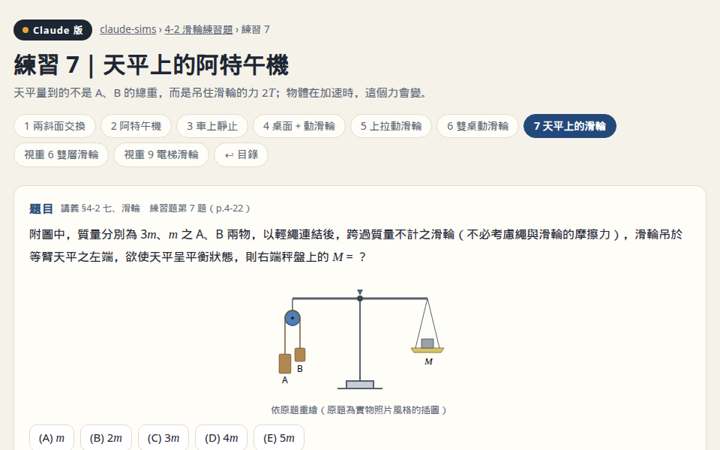 Claude 版 claude-sims › 4-2 滑輪練習題 › 練習 7
練習 7｜天平上的阿特午機
天平量到的不是 A、B 的總重，而是吊住滑輪的力 2T；物體在加速時，這個力會變。
1 兩斜面交換 2 阿特午機 3 車上靜止 4 桌面 + 動滑輪 5 上拉動滑輪 6 雙桌動滑輪 7 天平上的滑輪
視重 6 雙層滑輪 視重 9 電梯滑輪 ↩ 目錄
題目 講義 §4-2 七、滑輪 練習題第 7 題（p.4-22）
附圖中，質量分別為 3m、m 之 A、B 兩物，以輕繩連結後，跨過質量不計之滑輪（不必考慮繩與滑輪的摩擦力），滑輪吊於
等臂天平之左端，欲使天平呈平衡狀態，則右端秤盤上的 M = ？
M
B
A
依原題重繪（原題為實物照片風格的插圖）
(A) m (B) 2m (C) 3m (D) 4m (E) 5m